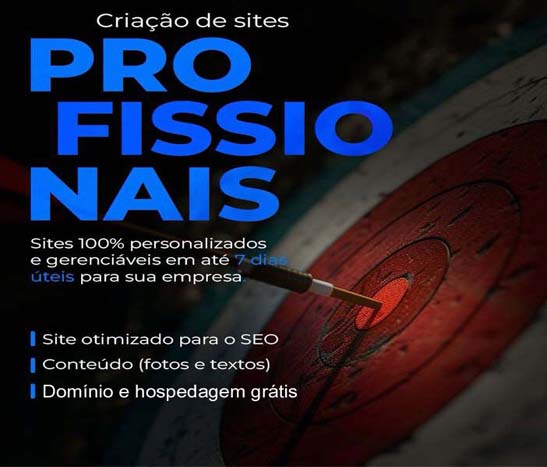 Criação de sites
PRO
FISSIO
NAIS
Sites 100% personalizados
e gerenciáveis em até 7 dias
úteis para sua empresa.
Site otimizado para o SEO
Conteúdo (fotos e textos)
Domínio e hospedagem grátis